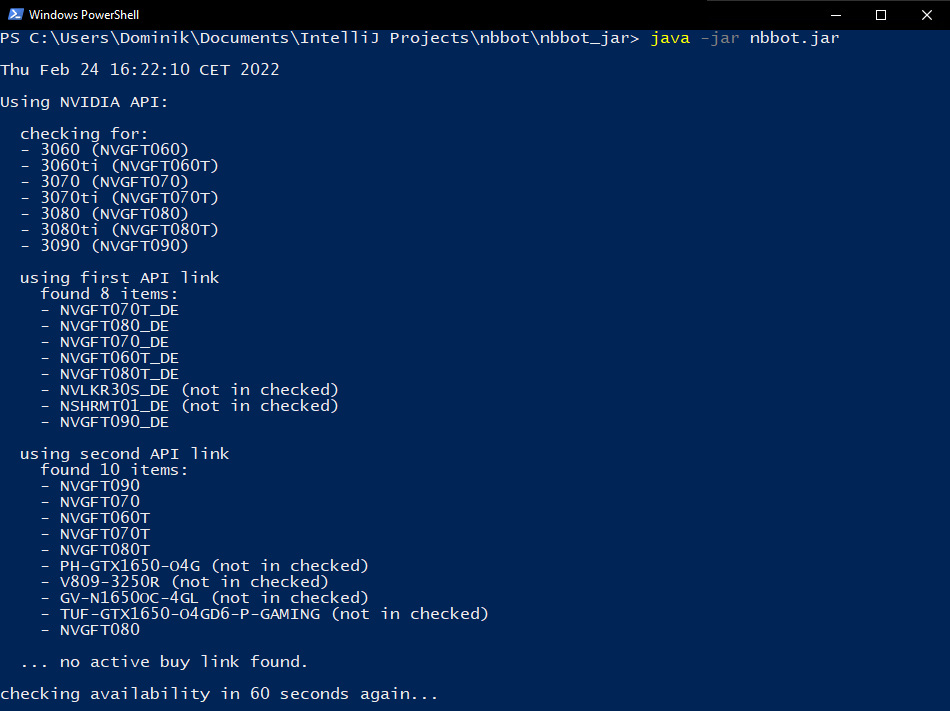 Windows PowerShell
PS C:\Users\Dominik\Documents\IntelliJ Projects\nbbot\nbbot_jar> java -jar nbbot.jar
Thu Feb 24 16:22:10 CET 2022
Using NVIDIA API:
checking for:
- 3060 (NVGFT060)
- 3060ti (NVGFT060T)
- 3070 (NVGFT070)
- 3070ti (NVGFT070T)
- 3080 (NVGFT080)
- 3080ti (NVGFT080T)
- 3090 (NVGFT090)
using first API link
found 8 items:
- NVGFT070T_DE
- NVGFT080_DE
- NVGFT070_DE
- NVGFT060T_DE
- NVGFT080T_DE
- NVLKR30S_DE (not in checked)
- NSHRMT01_DE (not in checked)
- NVGFT090_DE
using second API link
found 10 items:
- NVGFT090
- NVGFT070
- NVGFT060T
- NVGFT070T
- NVGFT080T
- PH-GTX1650-O4G (not in checked)
- V809-3250R (not in checked)
- GV-N1650OC-4GL (not in checked)
- TUF-GTX1650-O4GD6-P-GAMING (not in checked)
- NVGFT080
... no active buy link found.
checking availability in 60 seconds again...